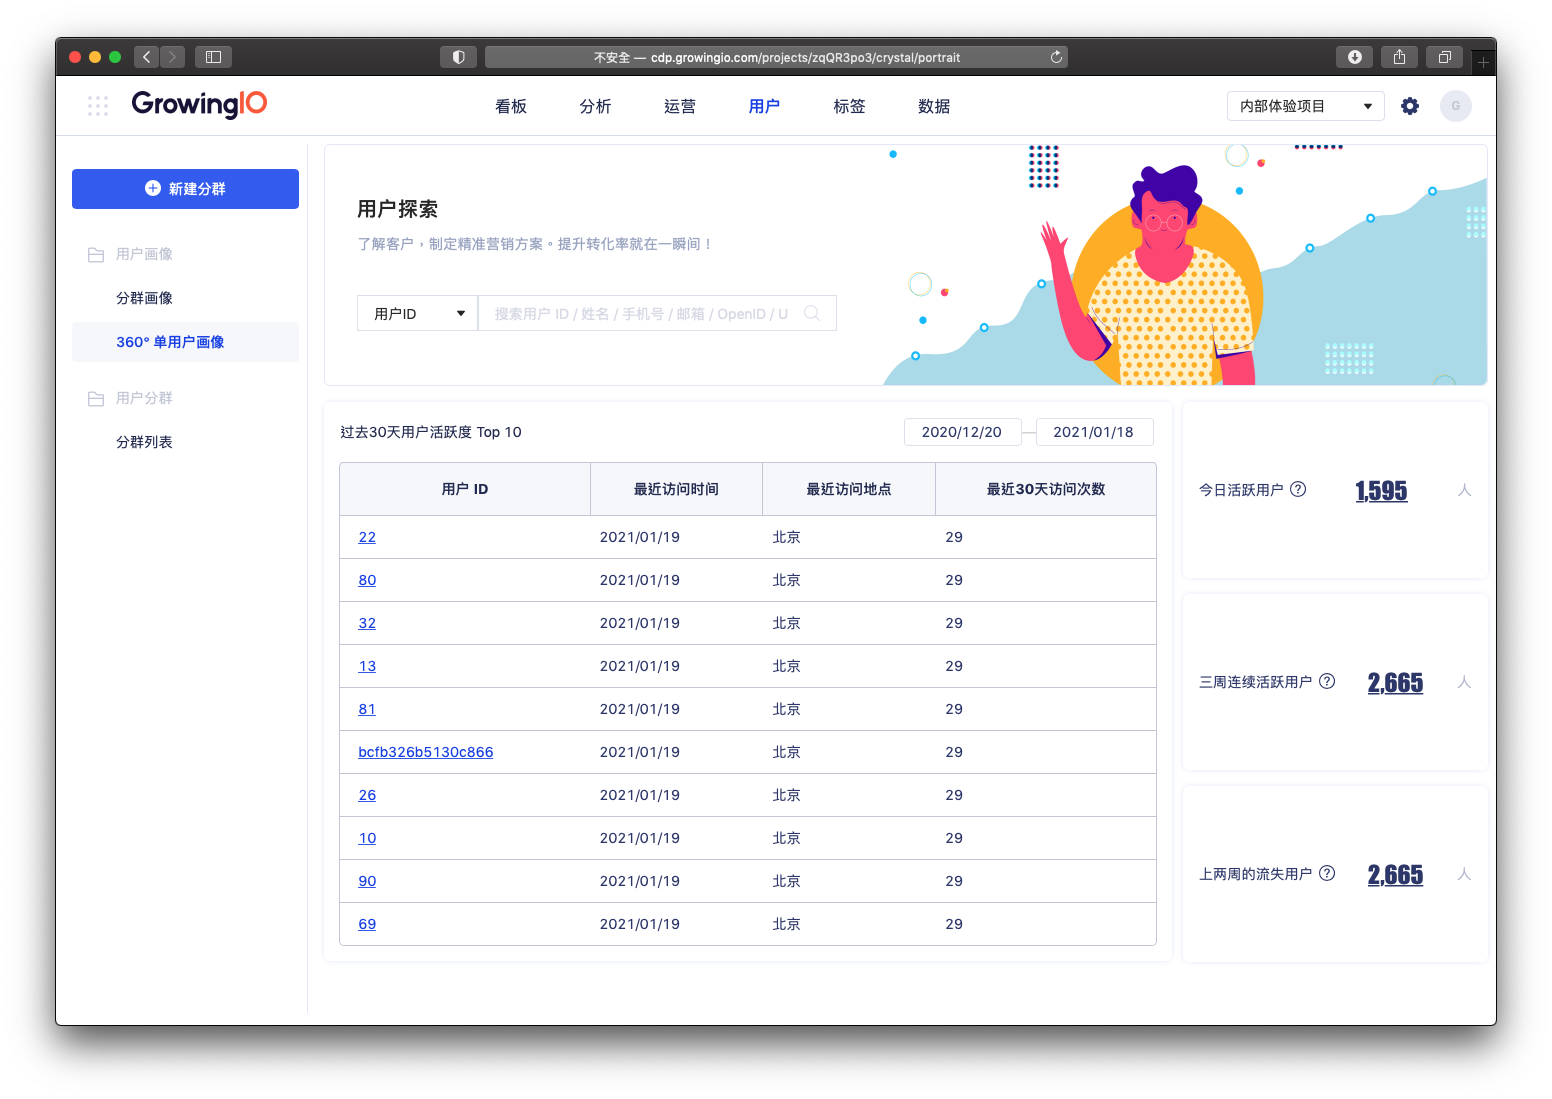 不安全 — cdp.growingio.com/projects/zqQR3po3/crystal/portrait
GrowingIO
看板 分析 运营 用户 标签 数据
内部体验项目
G
新建分群
用户画像
分群画像
360° 单用户画像
用户分群
分群列表
用户探索
了解客户，制定精准营销方案。提升转化率就在一瞬间！
用户ID
搜索用户 ID / 姓名 / 手机号 / 邮箱 / OpenID / U
过去30天用户活跃度 Top 10
2020/12/20 — 2021/01/18
用户 ID 最近访问时间 最近访问地点 最近30天访问次数
22 2021/01/19 北京 29
80 2021/01/19 北京 29
32 2021/01/19 北京 29
13 2021/01/19 北京 29
81 2021/01/19 北京 29
bcfb326b5130c866 2021/01/19 北京 29
26 2021/01/19 北京 29
10 2021/01/19 北京 29
90 2021/01/19 北京 29
69 2021/01/19 北京 29
今日活跃用户 ? 1,595 人
三周连续活跃用户 ? 2,665 人
上两周的流失用户 ? 2,665 人